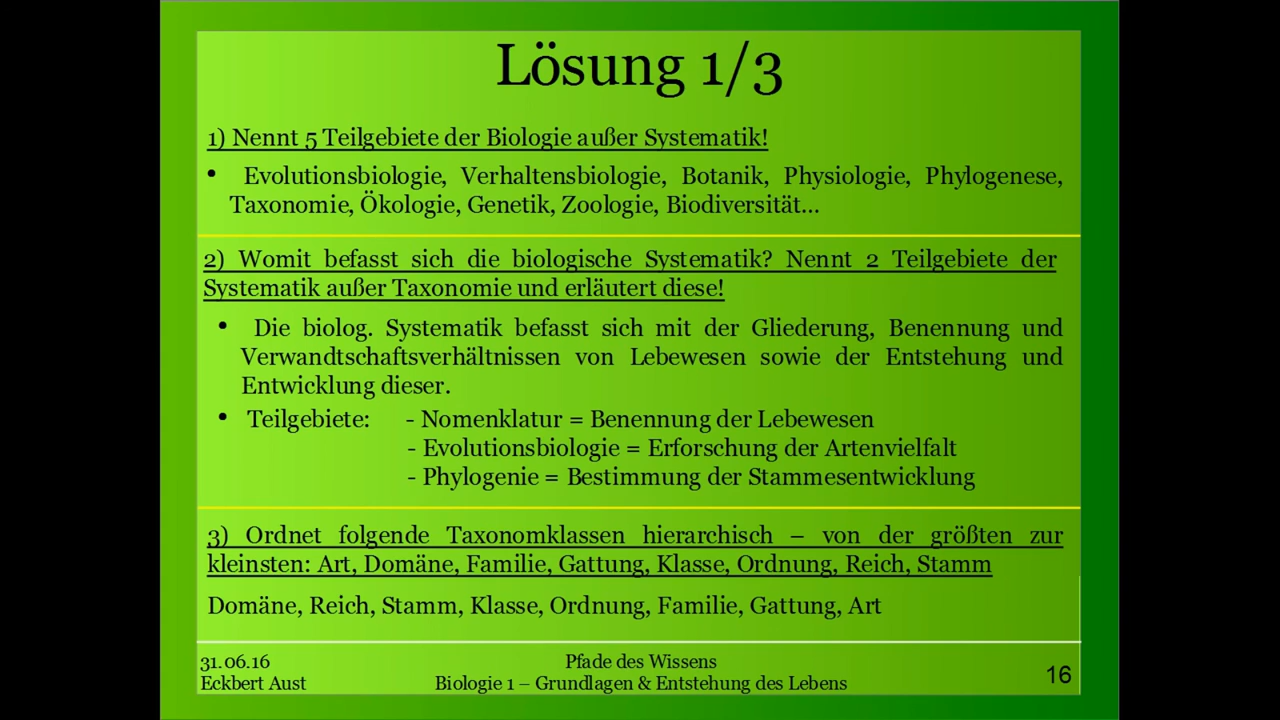 Lösung 1/3
1) Nennt 5 Teilgebiete der Biologie außer Systematik!
• Evolutionsbiologie, Verhaltensbiologie, Botanik, Physiologie, Phylogenese,
Taxonomie, Ökologie, Genetik, Zoologie, Biodiversität...
2) Womit befasst sich die biologische Systematik? Nennt 2 Teilgebiete der
Systematik außer Taxonomie und erläutert diese!
• Die biolog. Systematik befasst sich mit der Gliederung, Benennung und
Verwandtschaftsverhältnissen von Lebewesen sowie der Entstehung und
Entwicklung dieser.
• Teilgebiete: - Nomenklatur = Benennung der Lebewesen
- Evolutionsbiologie = Erforschung der Artenvielfalt
- Phylogenie = Bestimmung der Stammesentwicklung
3) Ordnet folgende Taxonomklassen hierarchisch – von der größten zur
kleinsten: Art, Domäne, Familie, Gattung, Klasse, Ordnung, Reich, Stamm
Domäne, Reich, Stamm, Klasse, Ordnung, Familie, Gattung, Art
31.06.16
Eckbert Aust
Pfade des Wissens
Biologie 1 – Grundlagen & Entstehung des Lebens
16